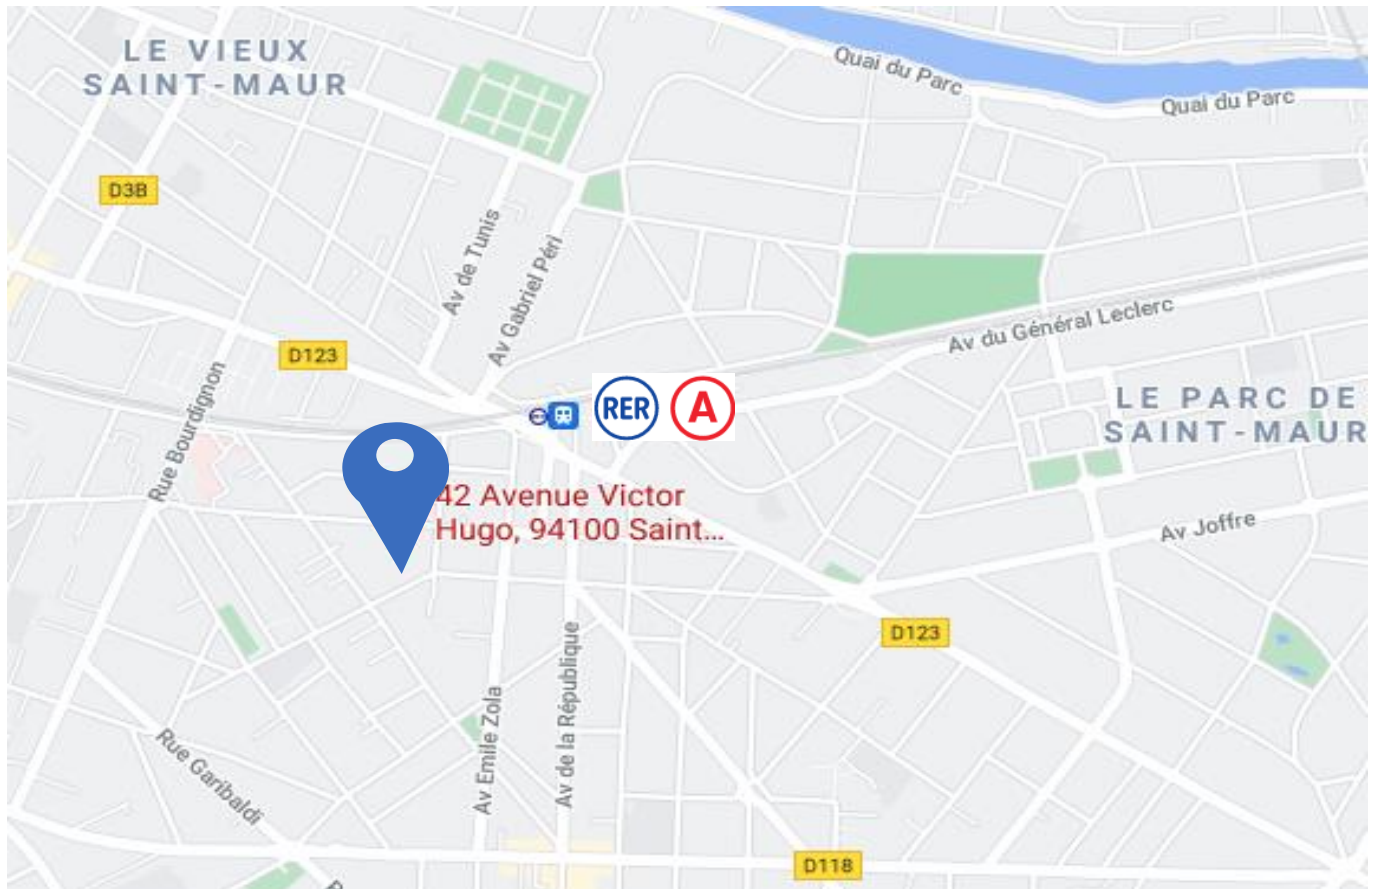 LE VIEUX
SAINT-MAUR
Quai du Parc
Quai du Parc
D3B
Av de Tunis
Av Gabriel Péri
Av du Général Leclerc
D123
Rue Bourdignon
RER A
LE PARC DE
SAINT-MAUR
42 Avenue Victor
Hugo, 94100 Saint...
Av Joffre
D123
Av Emile Zola
Av de la République
Rue Garibaldi
D118